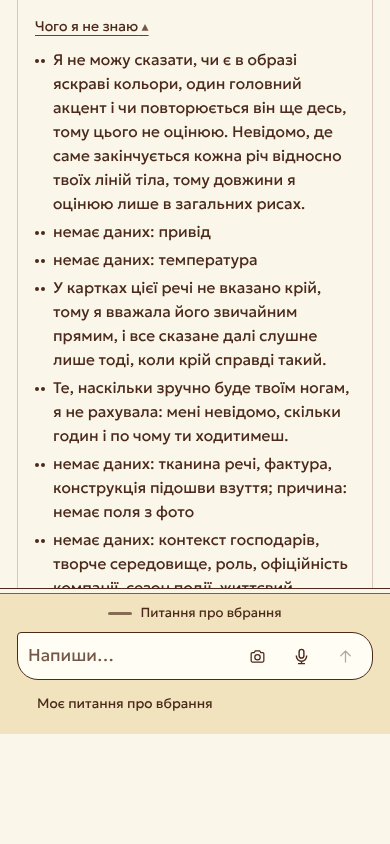 Чого я не знаю ▴
•• Я не можу сказати, чи є в образі
яскраві кольори, один головний
акцент і чи повторюється він ще десь,
тому цього не оцінюю. Невідомо, де
саме закінчується кожна річ відносно
твоїх ліній тіла, тому довжини я
оцінюю лише в загальних рисах.
•• немає даних: привід
•• немає даних: температура
•• У картках цієї речі не вказано крій,
тому я вважала його звичайним
прямим, і все сказане далі слушне
лише тоді, коли крій справді такий.
•• Те, наскільки зручно буде твоїм ногам,
я не рахувала: мені невідомо, скільки
годин і по чому ти ходитимеш.
•• немає даних: тканина речі, фактура,
конструкція підошви взуття; причина:
немає поля з фото
•• немає даних: контекст господарів,
творче середовище, роль, офіційність
компанії, сезон події, життєвий
Питання про вбрання
Напиши...
Моє питання про вбрання